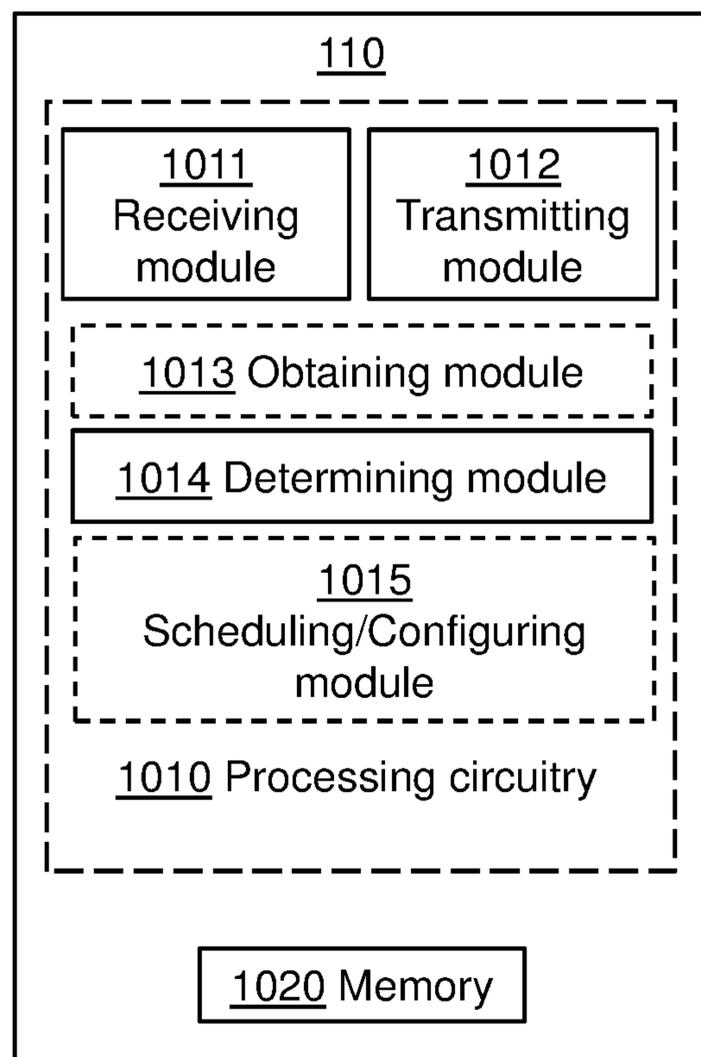 110
1011
Receiving
module
1012
Transmitting
module
1013 Obtaining module
1014 Determining module
1015
Scheduling/Configuring
module
1010 Processing circuitry
1020 Memory